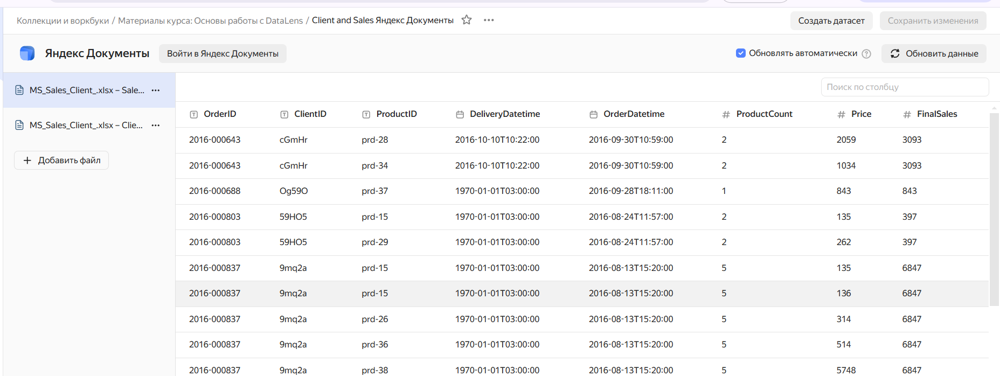 Коллекции и воркбуки / Материалы курса: Основы работы с DataLens / Client and Sales Яндекс Документы
Создать датасет
Сохранить изменения
Яндекс Документы
Войти в Яндекс Документы
Обновлять автоматически
Обновить данные
MS_Sales_Client_.xlsx – Sale...
MS_Sales_Client_.xlsx – Clie...
Добавить файл
Поиск по столбцу
OrderID ClientID ProductID DeliveryDatetime OrderDatetime ProductCount Price FinalSales
2016-000643 cGmHr prd-28 2016-10-10T10:22:00 2016-09-30T10:59:00 2 2059 3093
2016-000643 cGmHr prd-34 2016-10-10T10:22:00 2016-09-30T10:59:00 2 1034 3093
2016-000688 Og59O prd-37 1970-01-01T03:00:00 2016-09-28T18:11:00 1 843 843
2016-000803 59HO5 prd-15 1970-01-01T03:00:00 2016-08-24T11:57:00 2 135 397
2016-000803 59HO5 prd-29 1970-01-01T03:00:00 2016-08-24T11:57:00 2 262 397
2016-000837 9mq2a prd-15 1970-01-01T03:00:00 2016-08-13T15:20:00 5 135 6847
2016-000837 9mq2a prd-15 1970-01-01T03:00:00 2016-08-13T15:20:00 5 136 6847
2016-000837 9mq2a prd-26 1970-01-01T03:00:00 2016-08-13T15:20:00 5 314 6847
2016-000837 9mq2a prd-36 1970-01-01T03:00:00 2016-08-13T15:20:00 5 514 6847
2016-000837 9mq2a prd-38 1970-01-01T03:00:00 2016-08-13T15:20:00 5 5748 6847